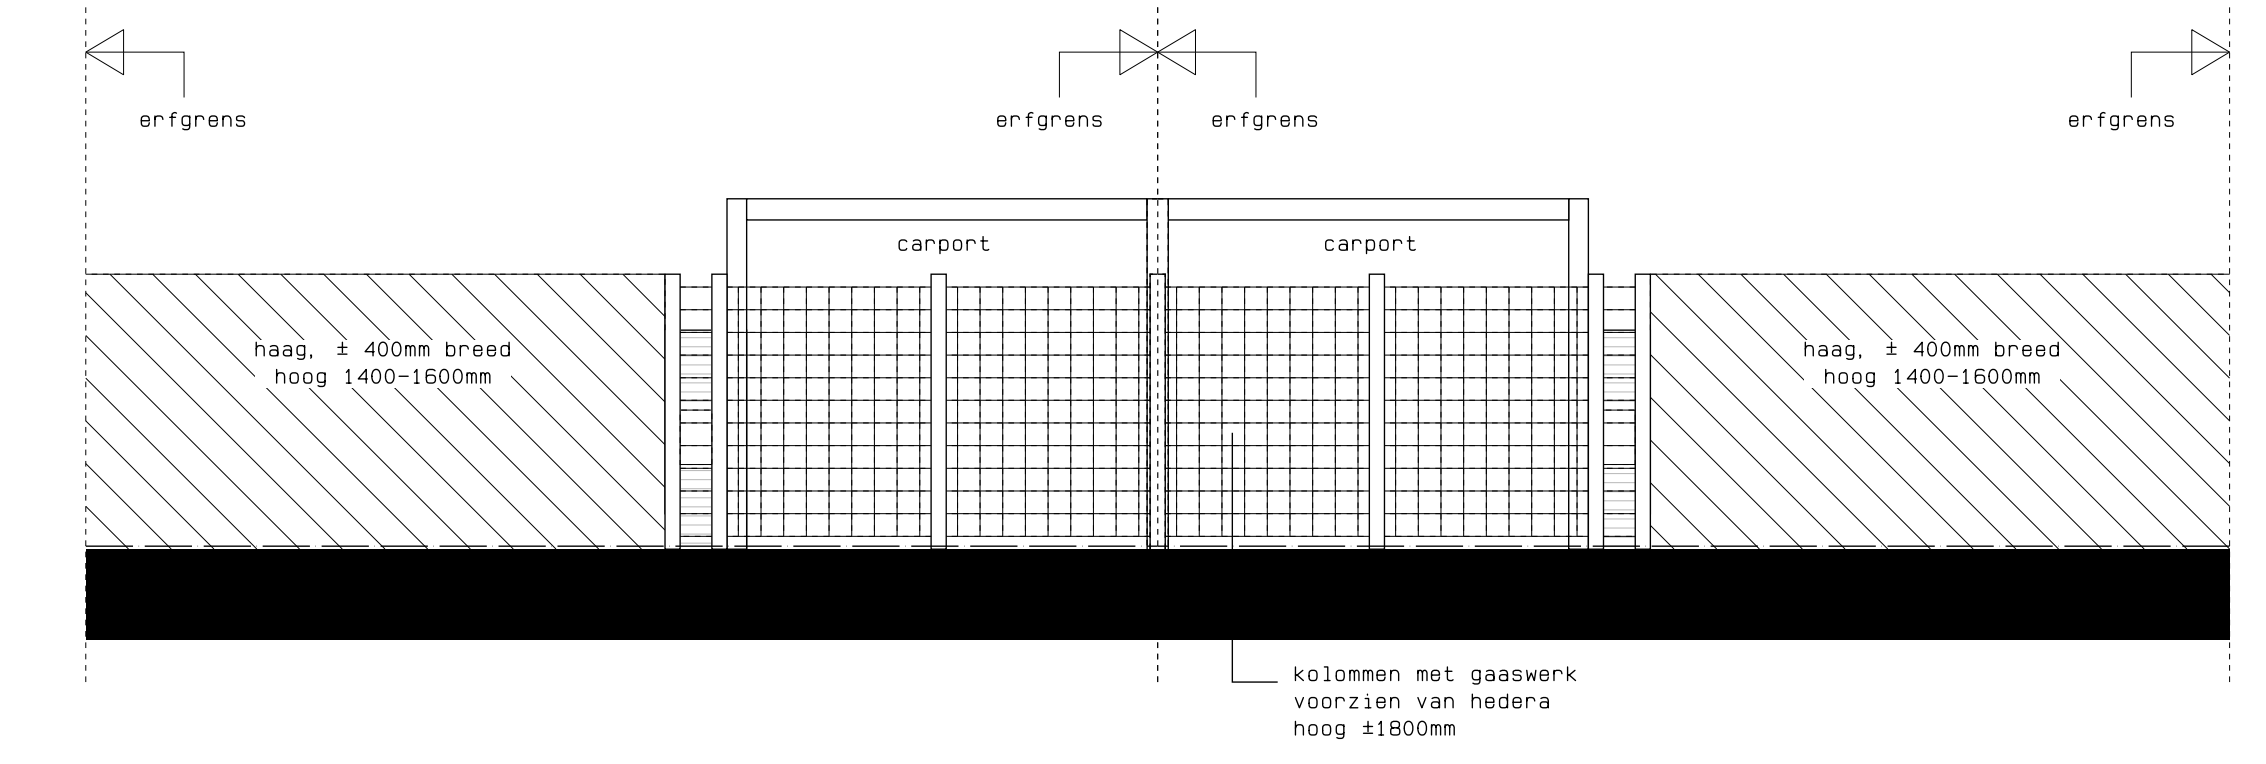 erfgrens
erfgrens
erfgrens
erfgrens
carport
carport
haag, ± 400mm breed
hoog 1400-1600mm
haag, ± 400mm breed
hoog 1400-1600mm
kolommen met gaaswerk
voorzien van hedera
hoog ±1800mm